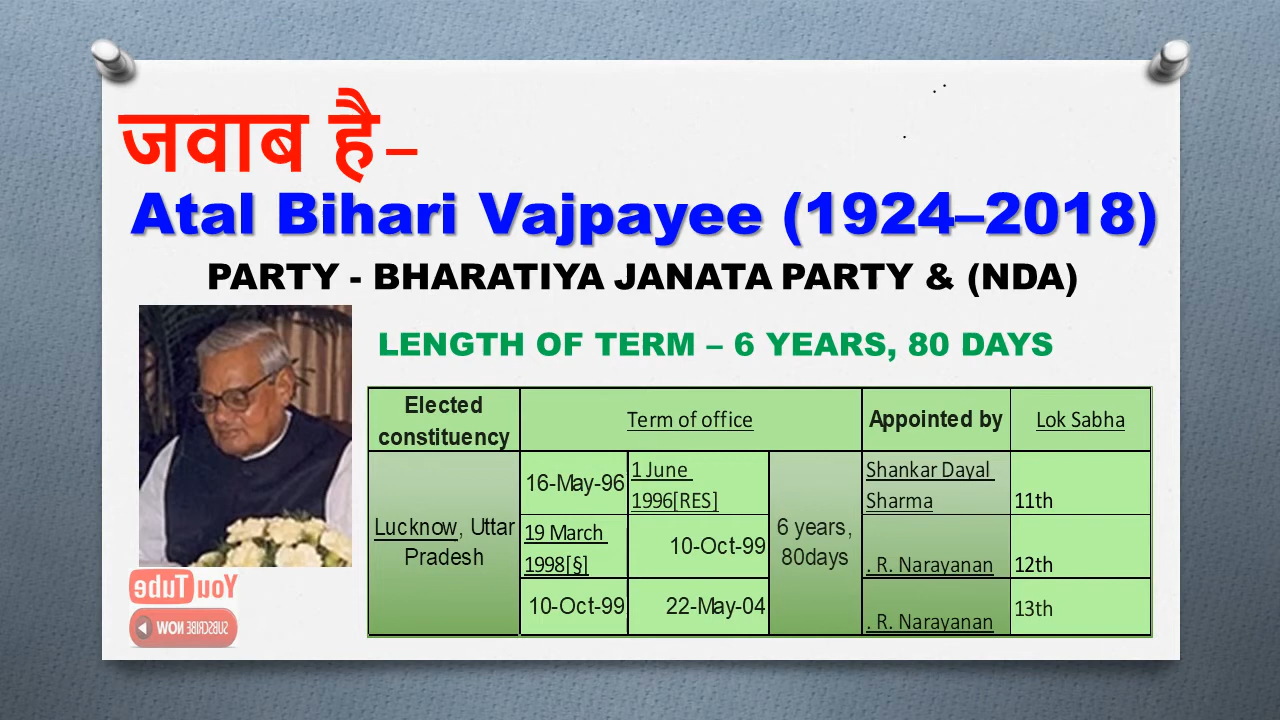 जवाब है–
Atal Bihari Vajpayee (1924–2018)
PARTY - BHARATIYA JANATA PARTY & (NDA)
LENGTH OF TERM – 6 YEARS, 80 DAYS
Elected constituency Term of office Appointed by Lok Sabha
Lucknow, Uttar Pradesh
16-May-96 1 June 1996[RES] Shankar Dayal Sharma 11th
19 March 1998[§] 10-Oct-99 6 years, 80days . R. Narayanan 12th
10-Oct-99 22-May-04 . R. Narayanan 13th
You Tube
SUBSCRIBE NOW